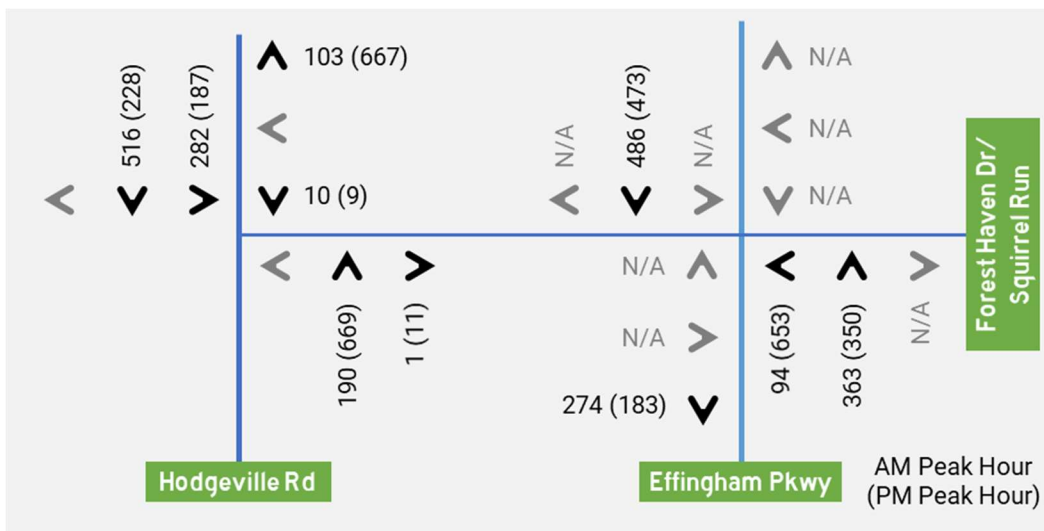 103 (667)
516 (228)
282 (187)
10 (9)
190 (669)
1 (11)
N/A
486 (473)
N/A
N/A
N/A
N/A
N/A
N/A
274 (183)
94 (653)
363 (350)
N/A
Forest Haven Dr/
Squirrel Run
Hodgeville Rd
Effingham Pkwy
AM Peak Hour
(PM Peak Hour)